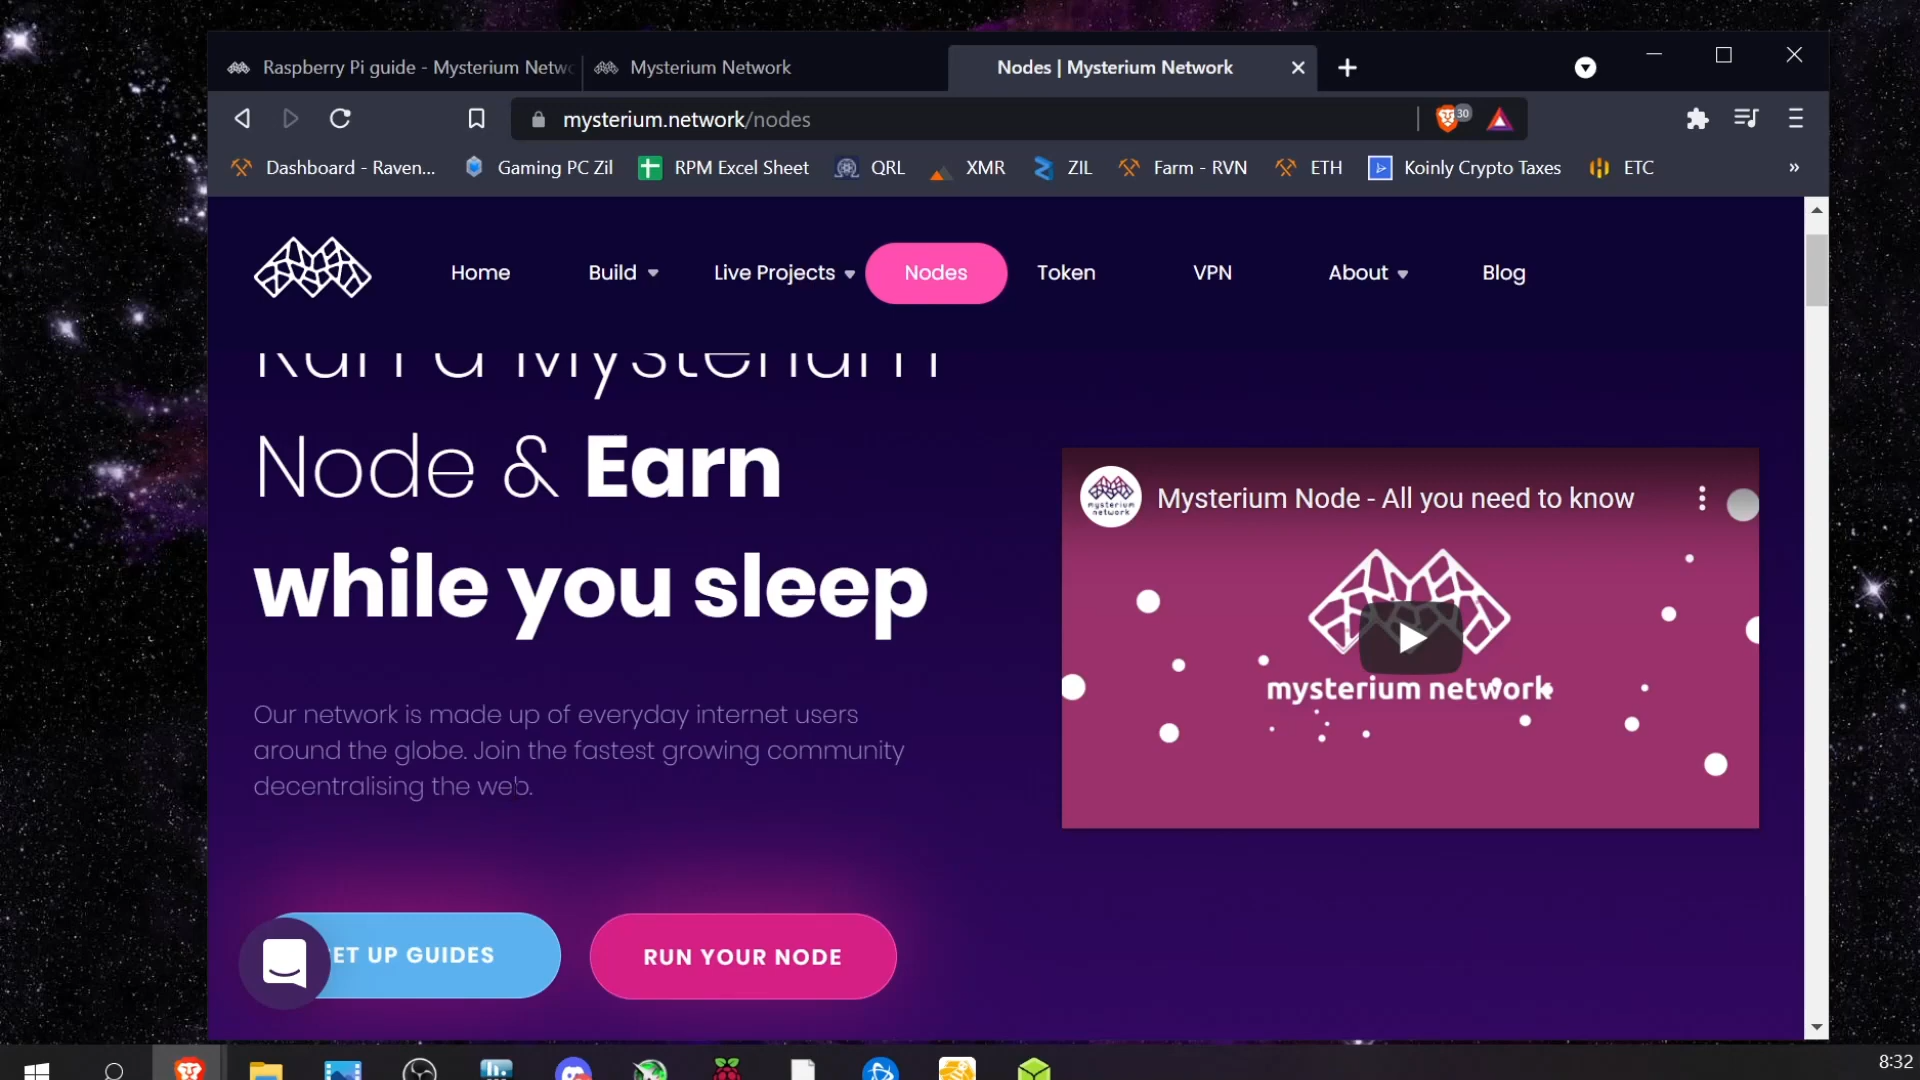 Raspberry Pi guide - Mysterium Netwo
Mysterium Network
Nodes | Mysterium Network
mysterium.network/nodes
30
Dashboard - Raven...
Gaming PC Zil
RPM Excel Sheet
QRL
XMR
ZIL
Farm - RVN
ETH
Koinly Crypto Taxes
ETC
Home
Build
Live Projects
Nodes
Token
VPN
About
Blog
Run a Mysterium
Node & Earn
while you sleep
Our network is made up of everyday internet users
around the globe. Join the fastest growing community
decentralising the web.
Mysterium Node - All you need to know
mysterium
network
mysterium network
ET UP GUIDES
RUN YOUR NODE
8:32